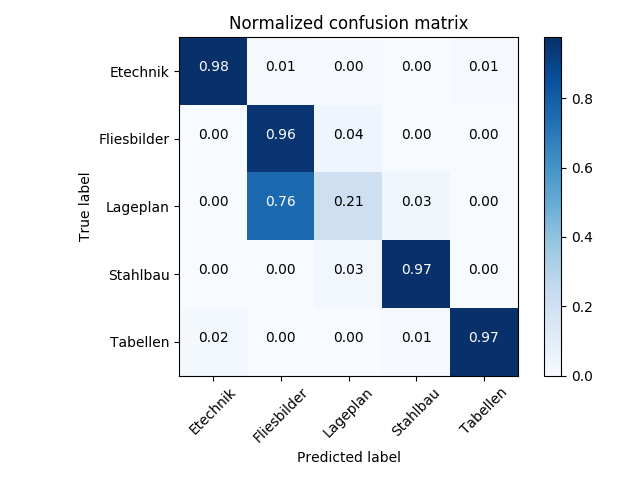 Normalized confusion matrix
Etechnik 0.98 0.01 0.00 0.00 0.01
Fliesbilder 0.00 0.96 0.04 0.00 0.00
Lageplan 0.00 0.76 0.21 0.03 0.00
Stahlbau 0.00 0.00 0.03 0.97 0.00
Tabellen 0.02 0.00 0.00 0.01 0.97
True label
Etechnik Fliesbilder Lageplan Stahlbau Tabellen
Predicted label
0.8
0.6
0.4
0.2
0.0